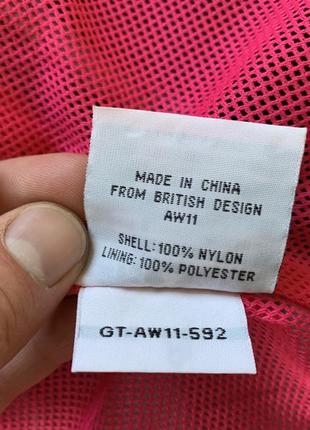 MADE IN CHINA
FROM BRITISH DESIGN
AW11
SHELL: 100% NYLON
LINING: 100% POLYESTER
GT-AW11-592